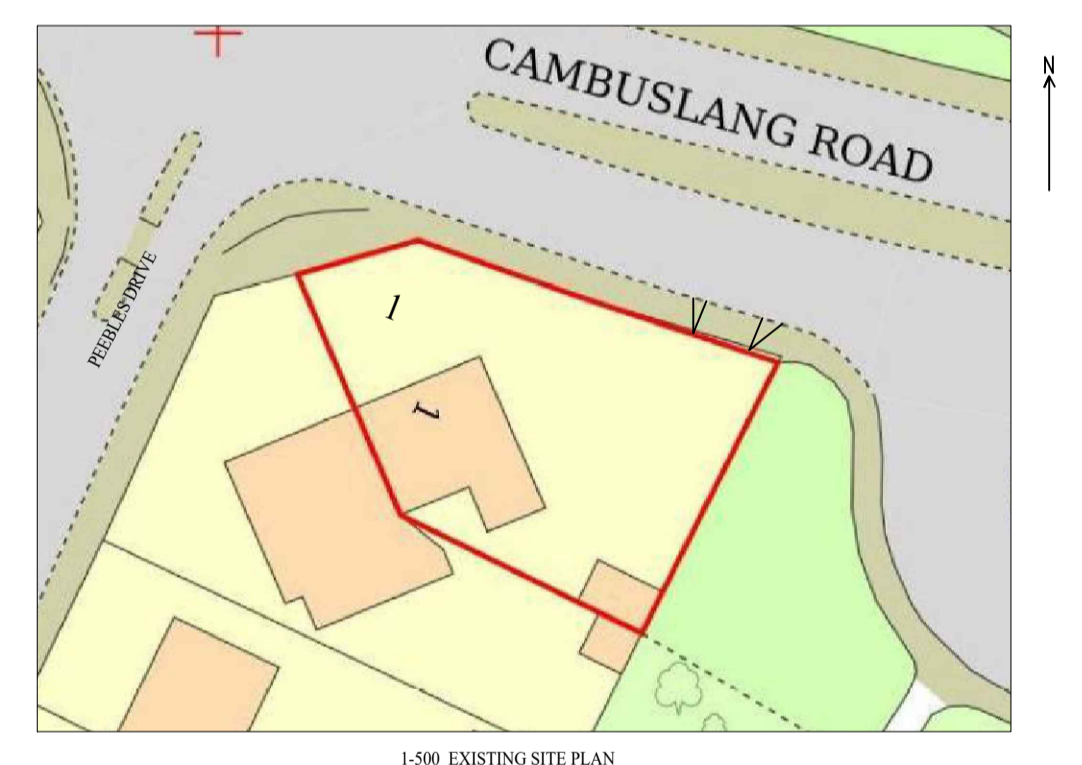 CAMBUSLANG ROAD
N
PEEBLES DRIVE
1
1
1-500 EXISTING SITE PLAN